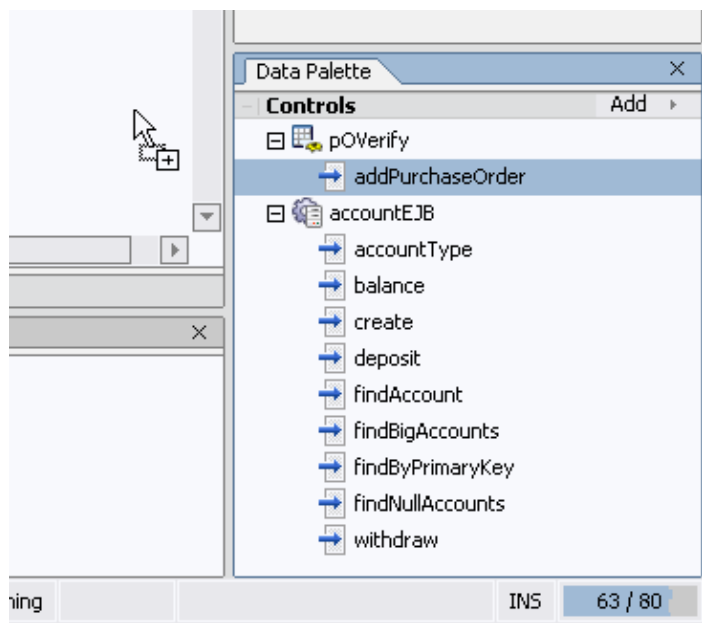 Data Palette
Controls Add
pOVerify
addPurchaseOrder
accountEJB
accountType
balance
create
deposit
findAccount
findBigAccounts
findByPrimaryKey
findNullAccounts
withdraw
ning INS 63 / 80